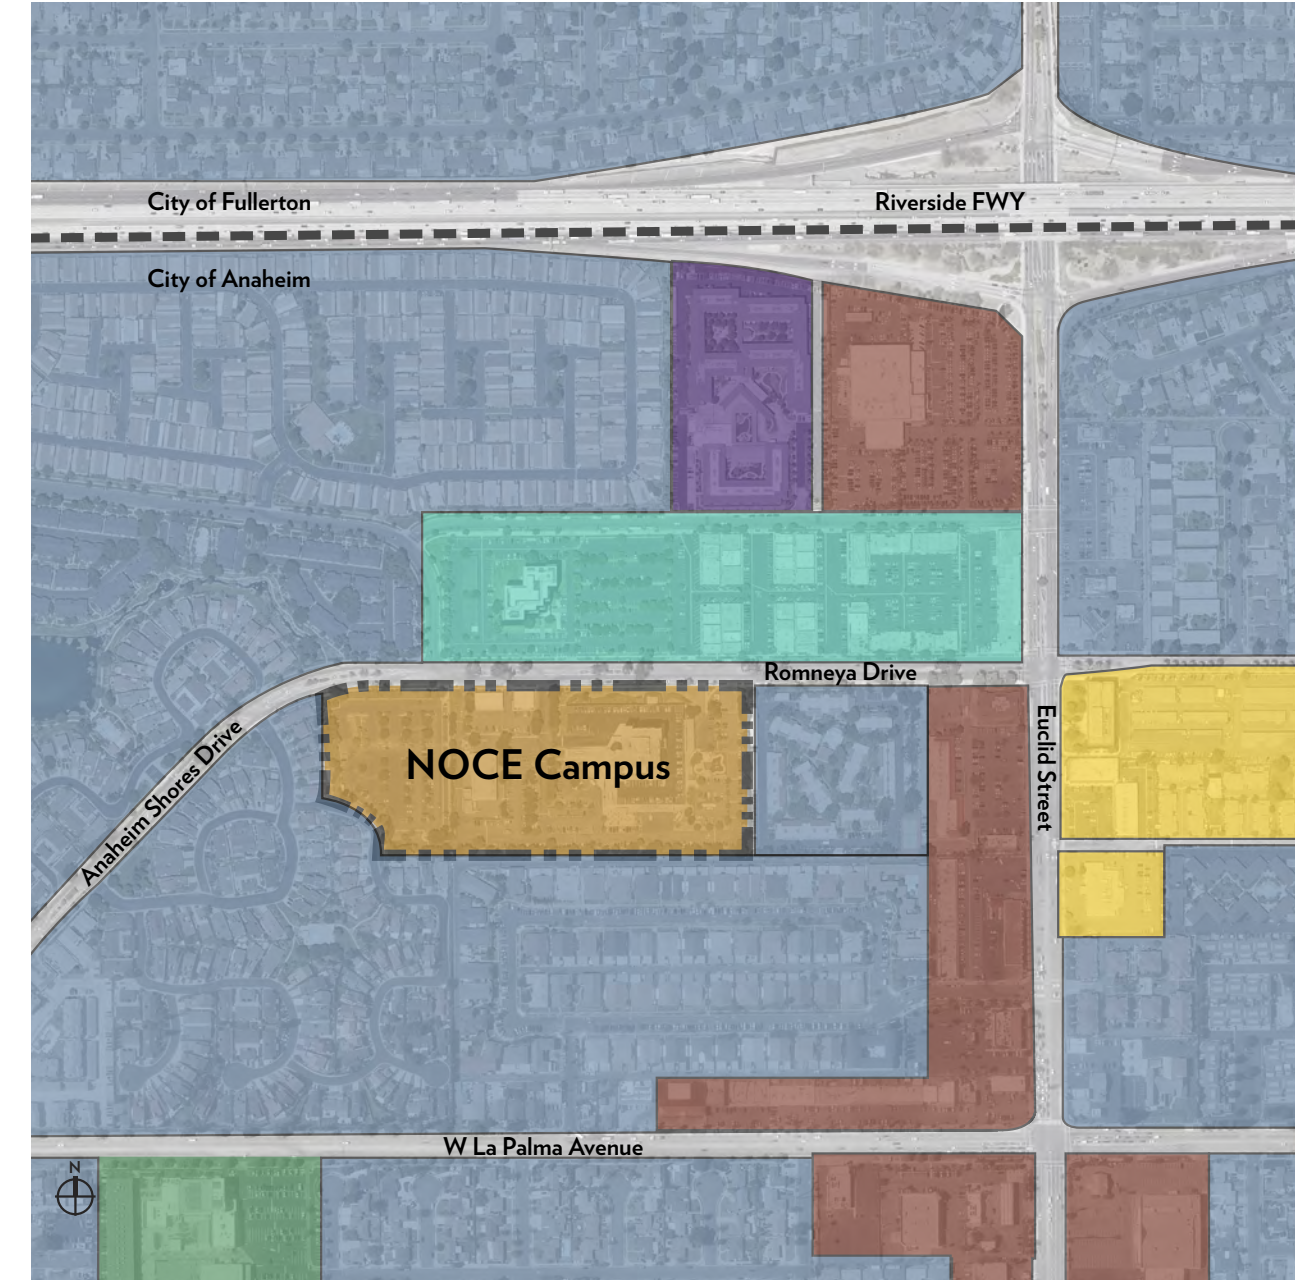 City of Fullerton
Riverside FWY
City of Anaheim
Romneya Drive
NOCE Campus
Euclid Street
Anaheim Shores Drive
W La Palma Avenue
N